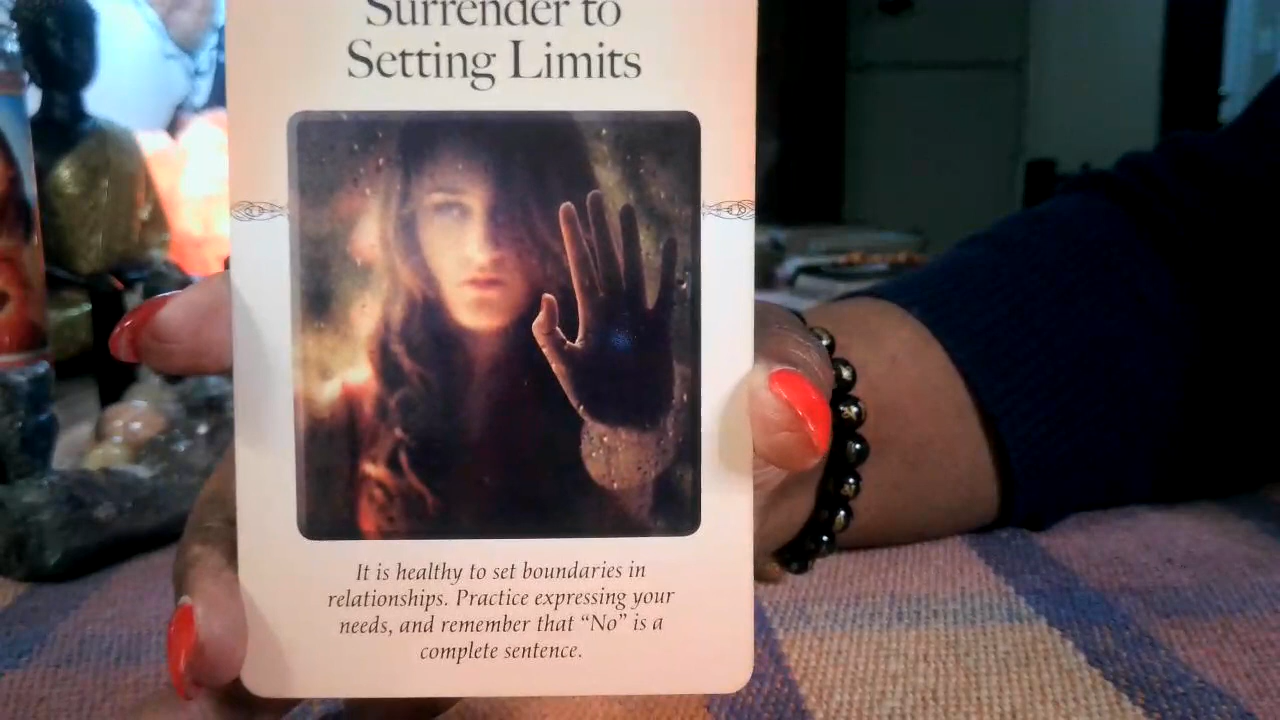 Surrender to
Setting Limits
It is healthy to set boundaries in
relationships. Practice expressing your
needs, and remember that “No” is a
complete sentence.